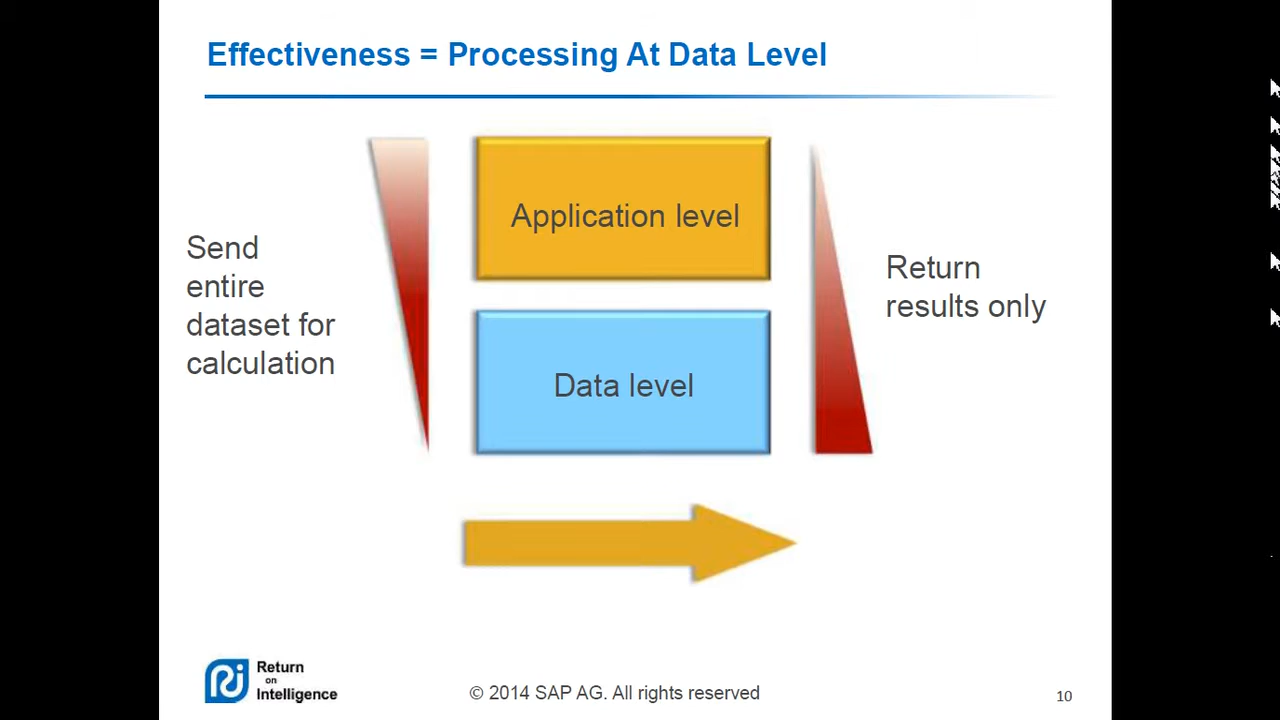 Effectiveness = Processing At Data Level
Send
entire
dataset for
calculation
Application level
Data level
Return
results only
Return
on
Intelligence
© 2014 SAP AG. All rights reserved
10